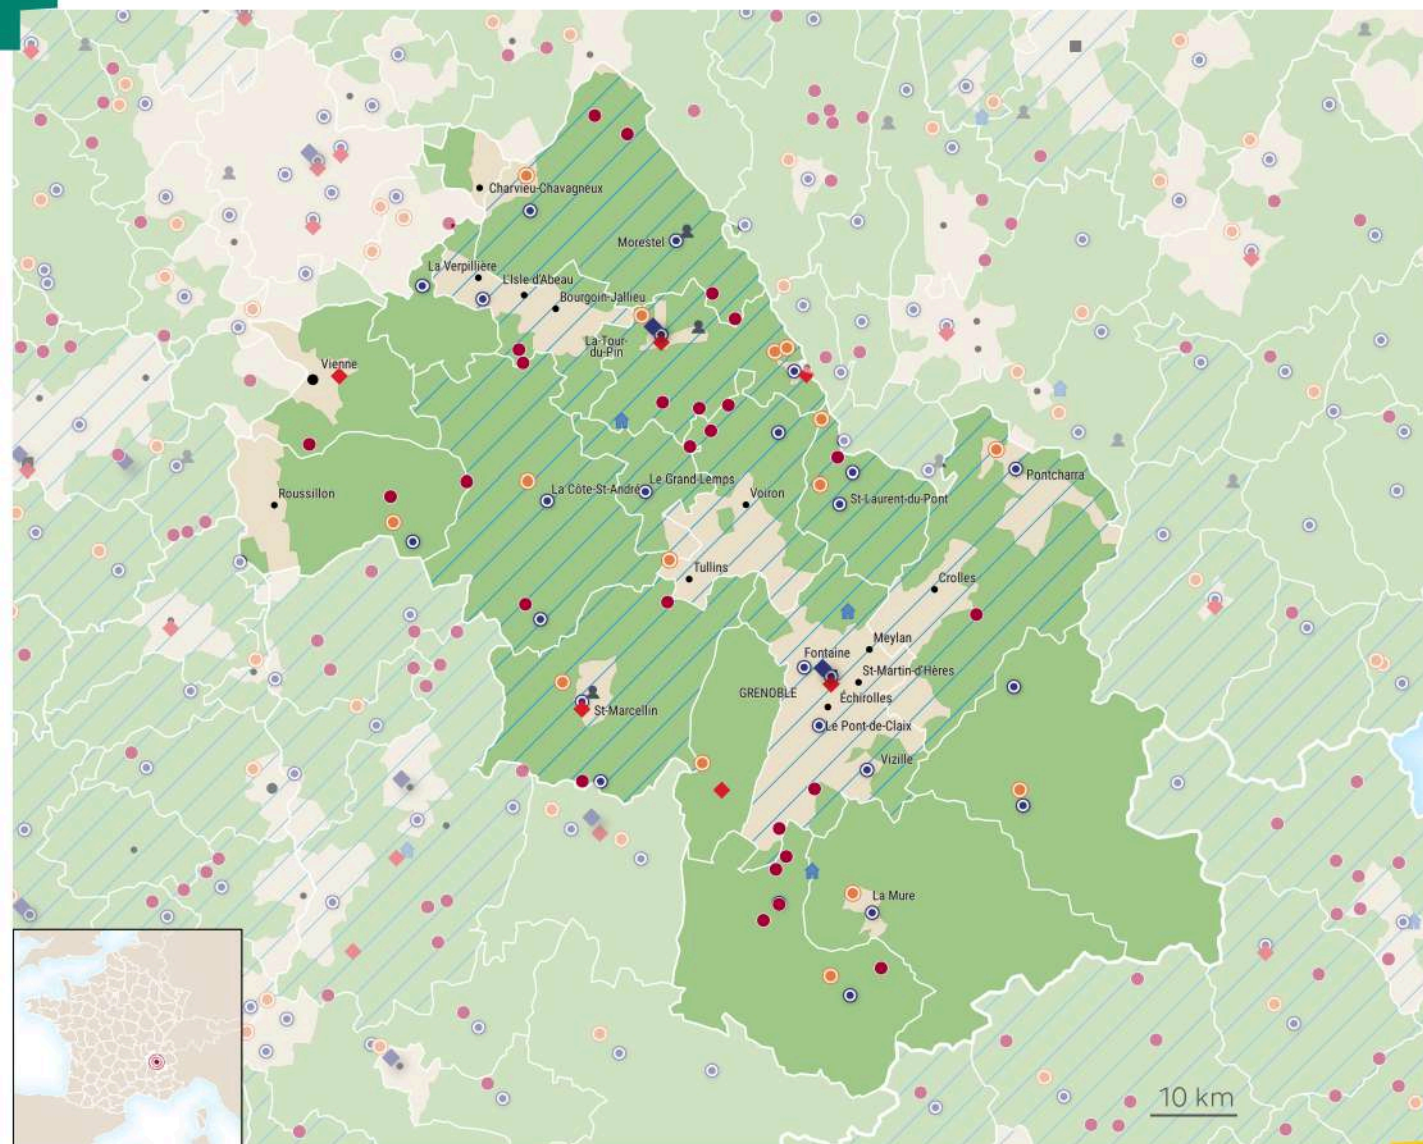 Charvieu-Chavagneux
Morestel
La Verpillière
L'Isle d'Abeau
Bourgoin-Jallieu
La-Tour-
du-Pin
Vienne
Pontcharra
La Côte-St-André
Le Grand-Lemps
Voiron
St-Laurent-du-Pont
Roussillon
Tullins
Crolles
Meylan
Fontaine
St-Martin-d'Hères
GRENOBLE
Échirolles
St-Marcellin
Le Pont-de-Claix
Vizille
La Mure
10 km